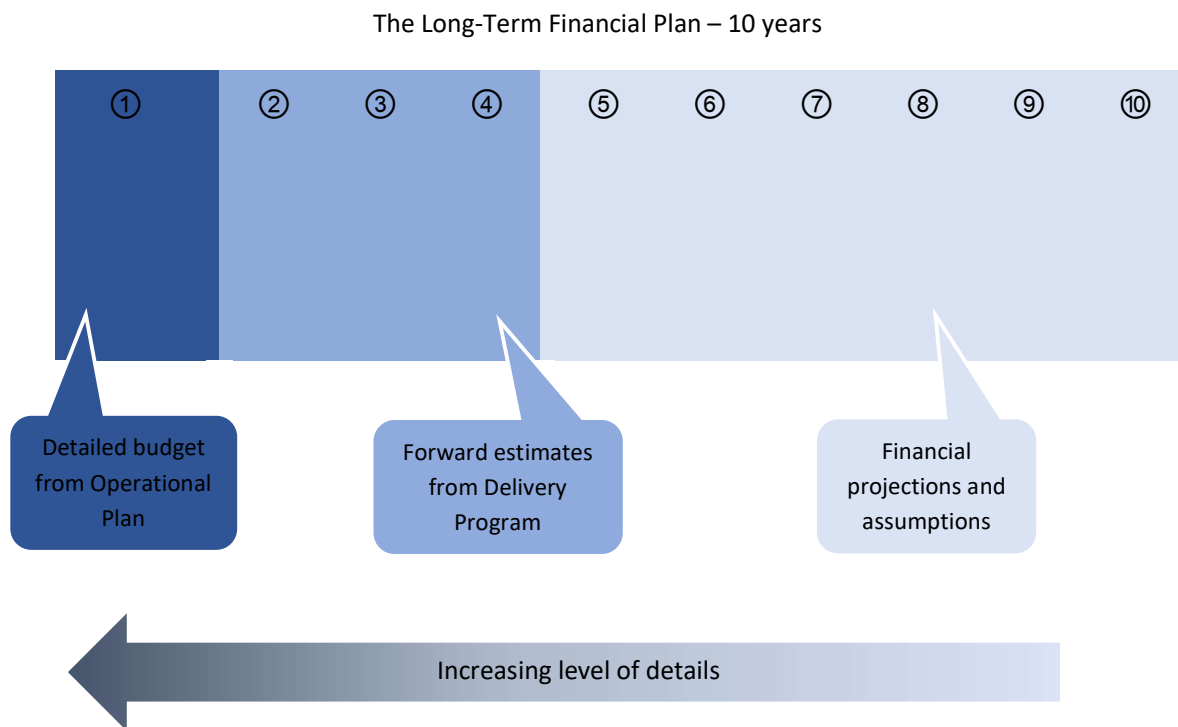 The Long-Term Financial Plan – 10 years
① ② ③ ④ ⑤ ⑥ ⑦ ⑧ ⑨ ⑩
Detailed budget
from Operational
Plan
Forward estimates
from Delivery
Program
Financial
projections and
assumptions
Increasing level of details